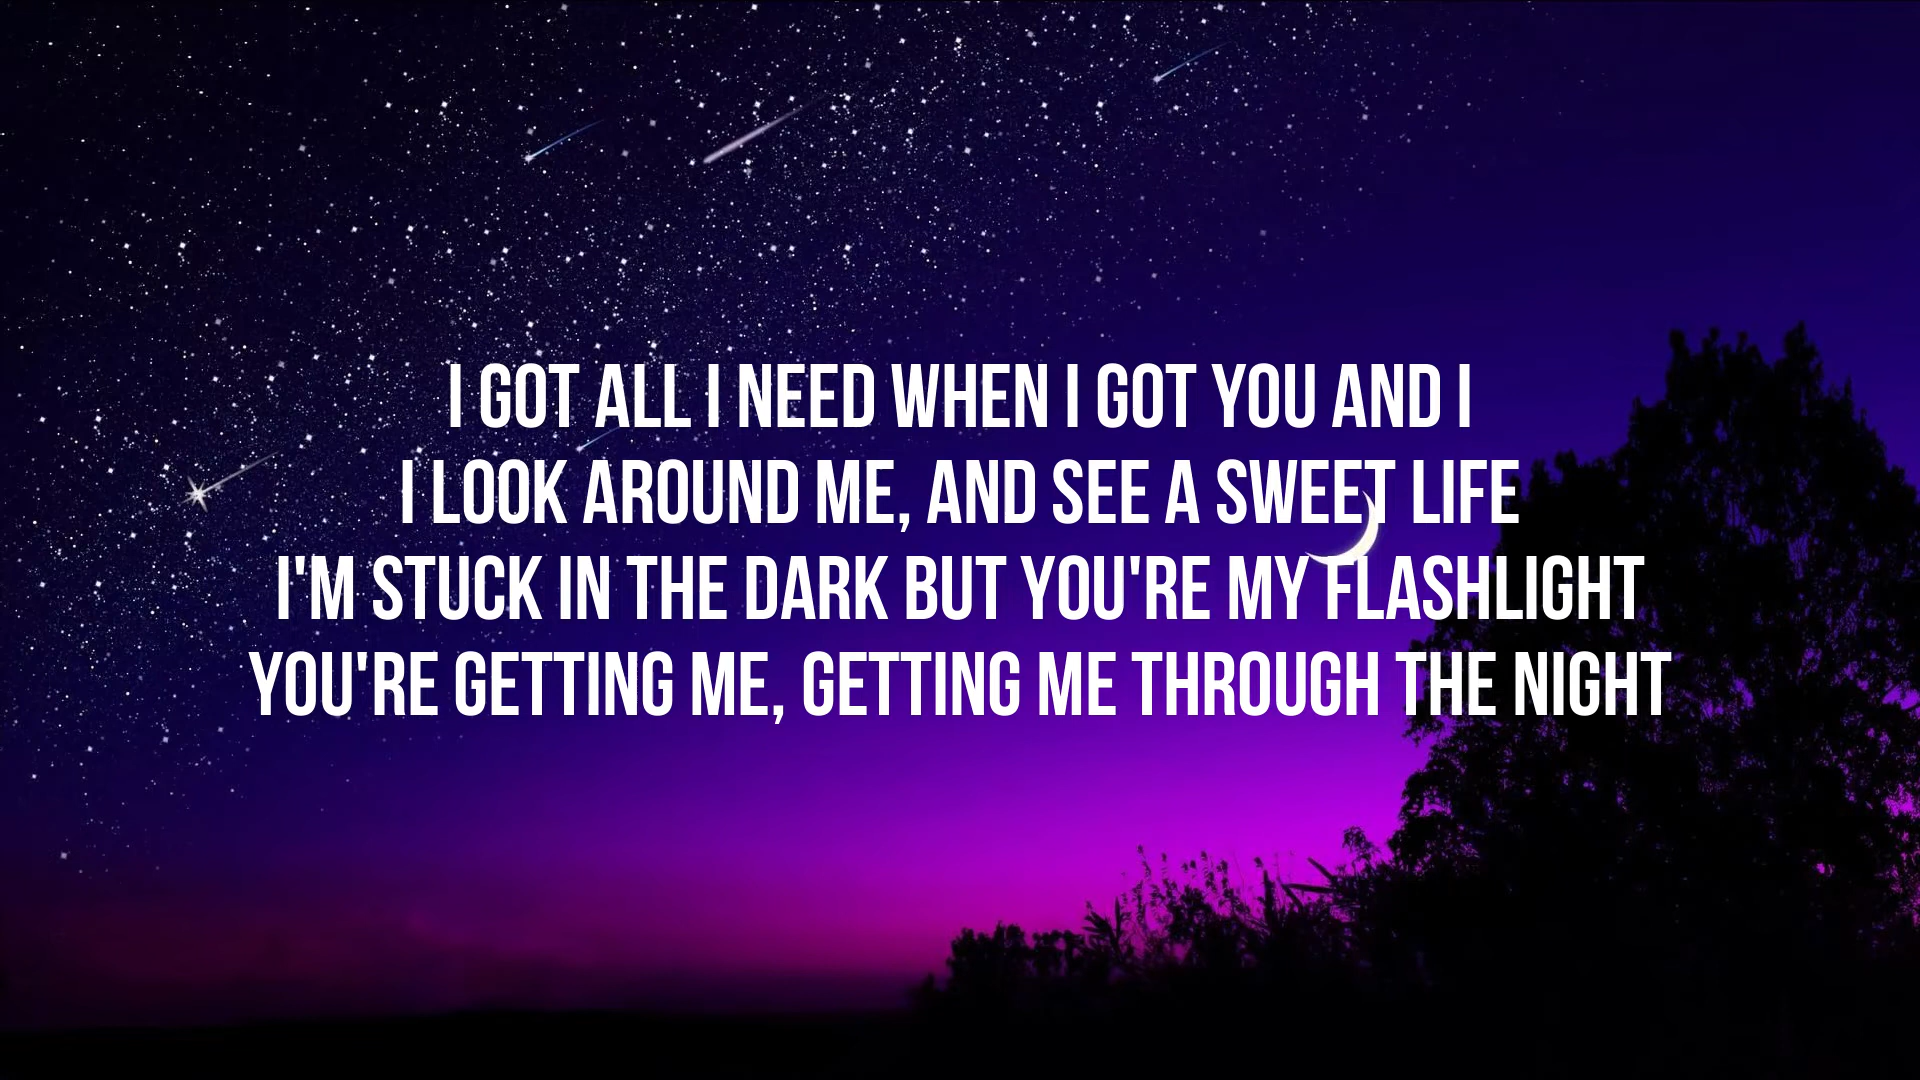 I GOT ALL I NEED WHEN I GOT YOU AND I
I LOOK AROUND ME, AND SEE A SWEET LIFE
I'M STUCK IN THE DARK BUT YOU'RE MY FLASHLIGHT
YOU'RE GETTING ME, GETTING ME THROUGH THE NIGHT